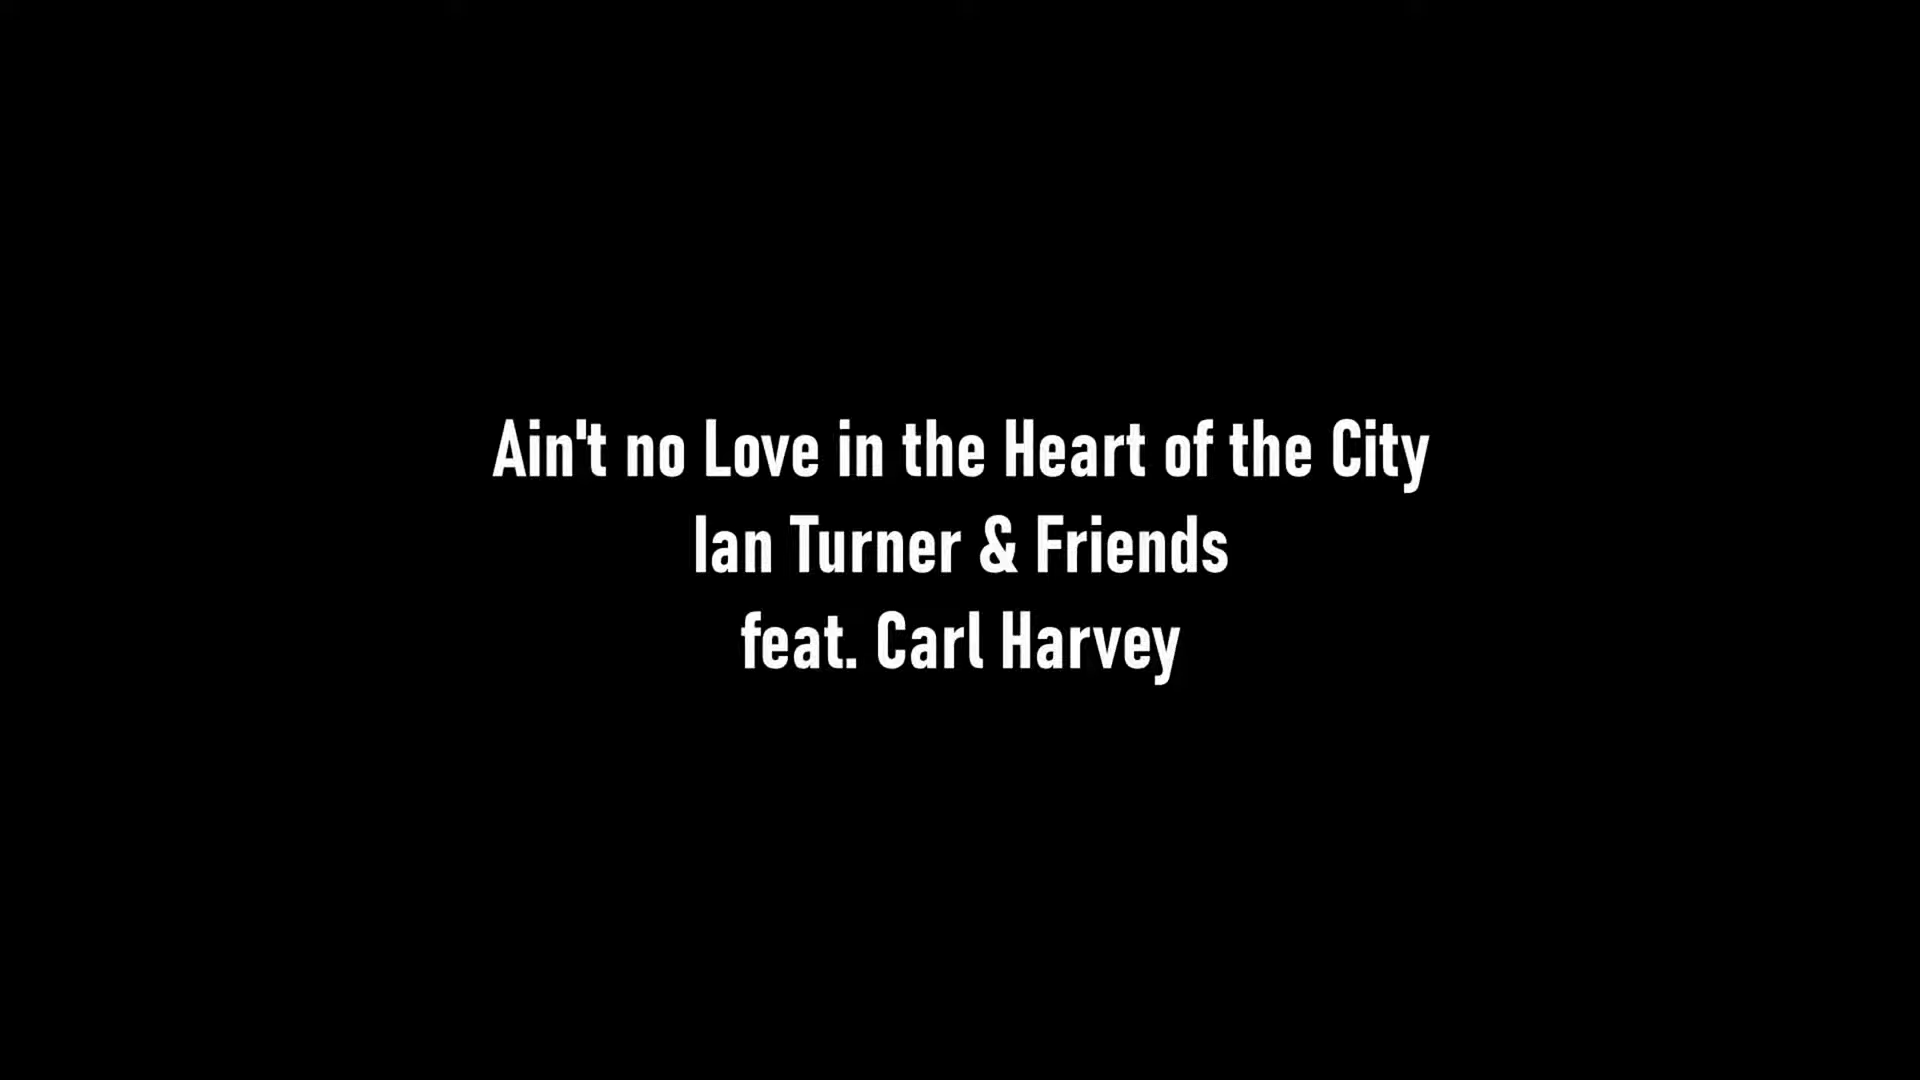 Ain't no Love in the Heart of the City
Ian Turner & Friends
feat. Carl Harvey